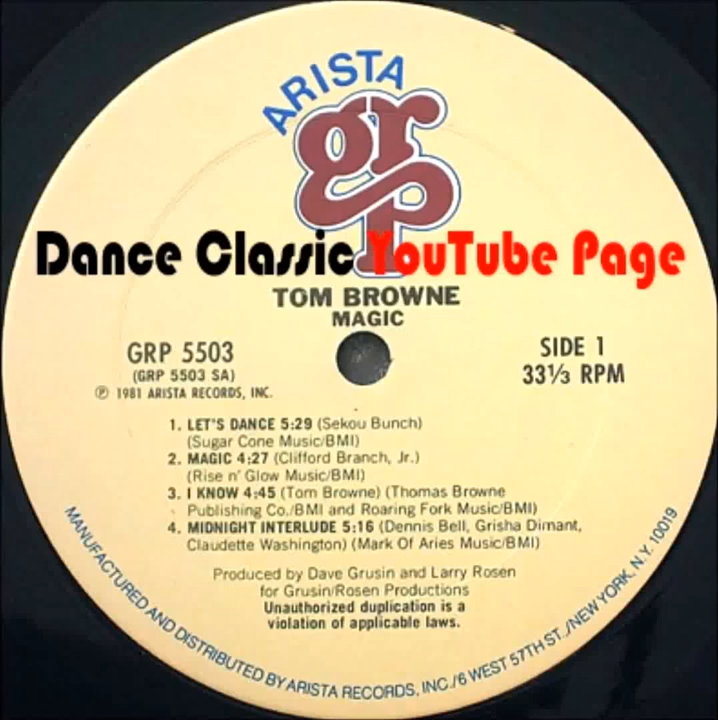 ARISTA
grp
Dance Classic YouTube Page
TOM BROWNE
MAGIC
GRP 5503
(GRP 5503 SA)
℗ 1981 ARISTA RECORDS, INC.
SIDE 1
33⅓ RPM
1. LET'S DANCE 5:29 (Sekou Bunch)
(Sugar Cone Music/BMI)
2. MAGIC 4:27 (Clifford Branch, Jr.)
(Rise n' Glow Music/BMI)
3. I KNOW 4:45 (Tom Browne) (Thomas Browne
Publishing Co./BMI and Roaring Fork Music/BMI)
4. MIDNIGHT INTERLUDE 5:16 (Dennis Bell, Grisha Dimant,
Claudette Washington) (Mark Of Aries Music/BMI)
Produced by Dave Grusin and Larry Rosen
for Grusin/Rosen Productions
Unauthorized duplication is a
violation of applicable laws.
MANUFACTURED AND DISTRIBUTED BY ARISTA RECORDS, INC./6 WEST 57TH ST./NEW YORK, N.Y. 10019